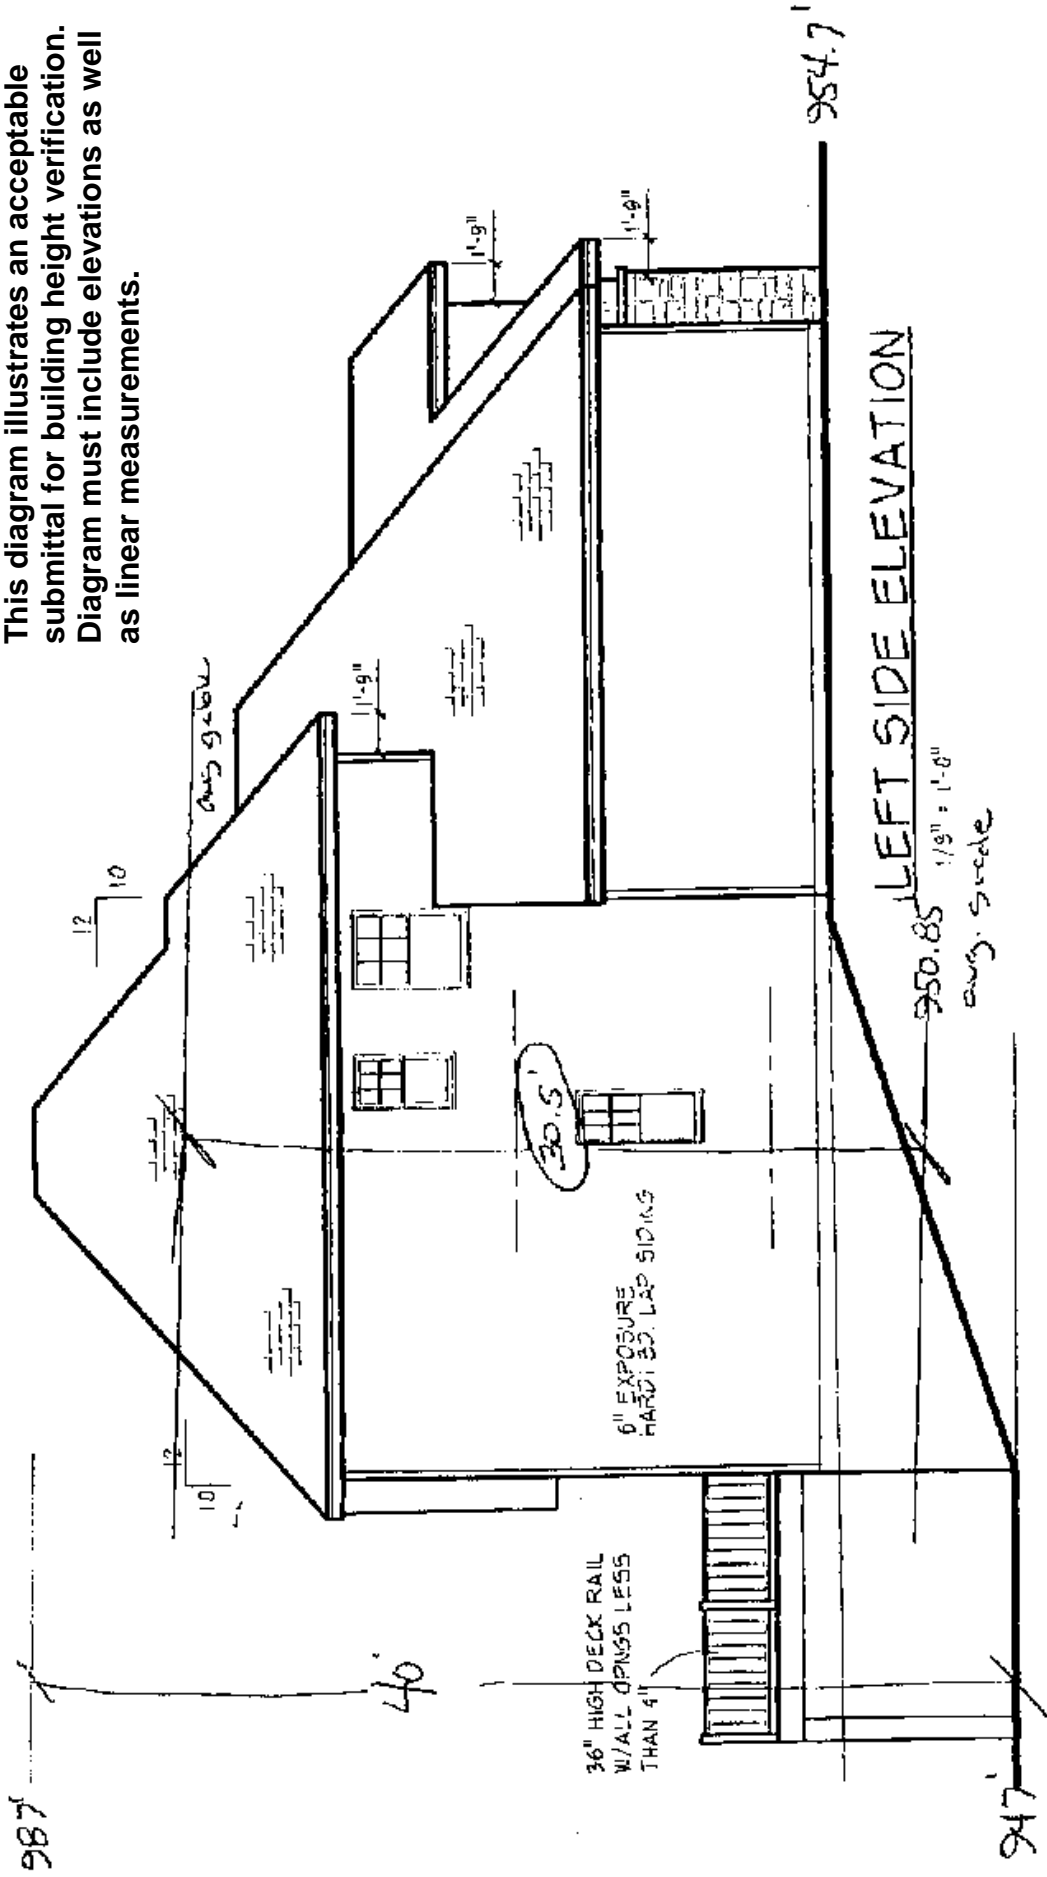 This diagram illustrates an acceptable
submittal for building height verification.
Diagram must include elevations as well
as linear measurements.
987'
40'
947'
954.7'
12
10
12
10
avg gable
1'-9"
1'-9"
1'-9"
30.5'
6" EXPOSURE
HARDI BD. LAP SIDING
36" HIGH DECK RAIL
W/ALL OPNGS LESS
THAN 4"
LEFT SIDE ELEVATION
1/8" = 1'-0"
950.85
avg. grade